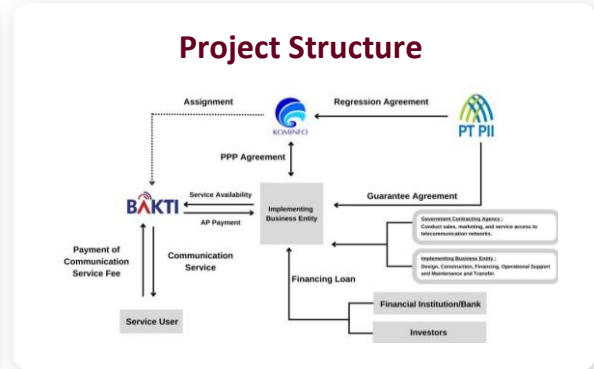 Project Structure
Assignment
Regression Agreement
KOMINFO
PT PII
PPP Agreement
Service Availability
Guarantee Agreement
BAKTI
Implementing
Business Entity
AP Payment
Government Contracting Agency :
Conduct sales, marketing, and service access to
telecommunication networks.
Payment of
Communication
Service Fee
Communication
Service
Implementing Business Entity :
Design, Construction, Financing, Operational Support
and Maintenance and Transfer.
Financing Loan
Financial Institution/Bank
Service User
Investors